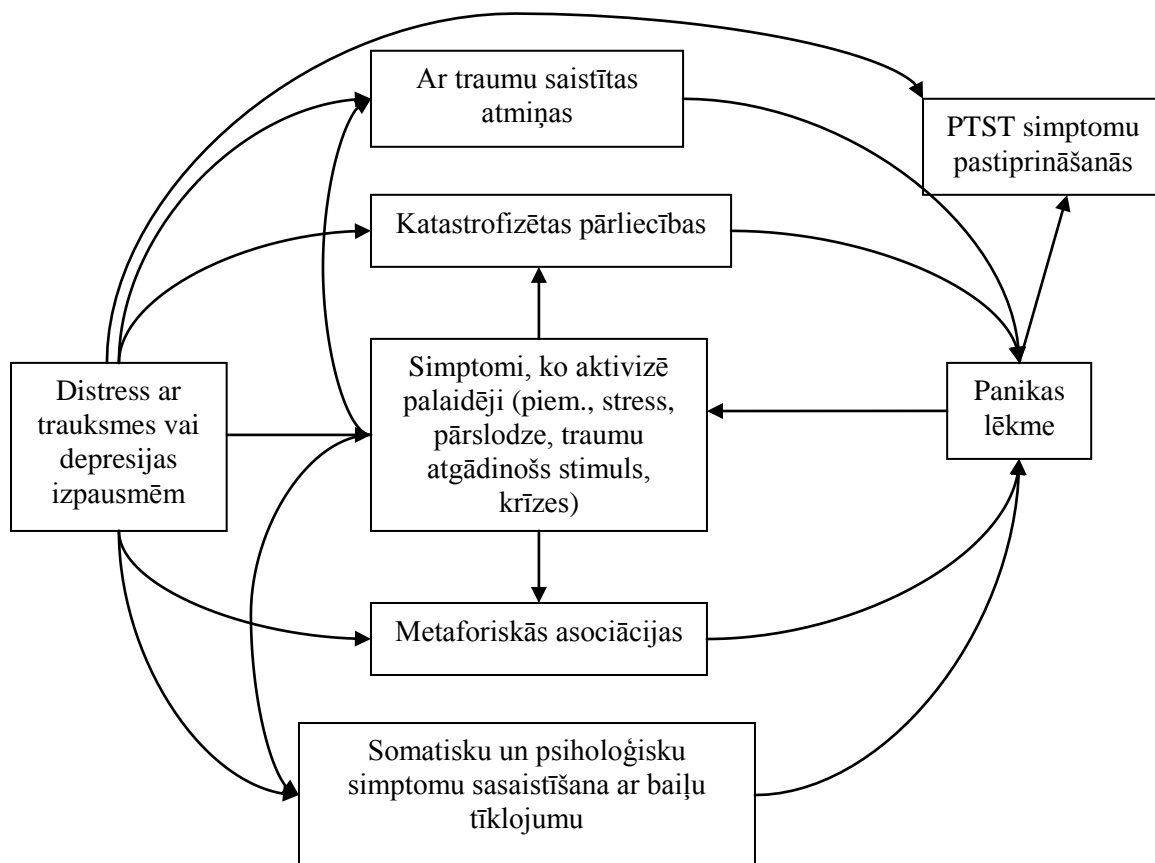 Ar traumu saistītas
atmiņas
PTST simptomu
pastiprināšanās
Katastrofizētas pārliecības
Distress ar
trauksmes vai
depresijas
izpausmēm
Simptomi, ko aktivizē
palaidēji (piem., stress,
pārslodze, traumu
atgādinošs stimuls,
krīzes)
Panikas
lēkme
Metaforiskās asociācijas
Somatisku un psiholoģisku
simptomu sasaistīšana ar baiļu
tīklojumu